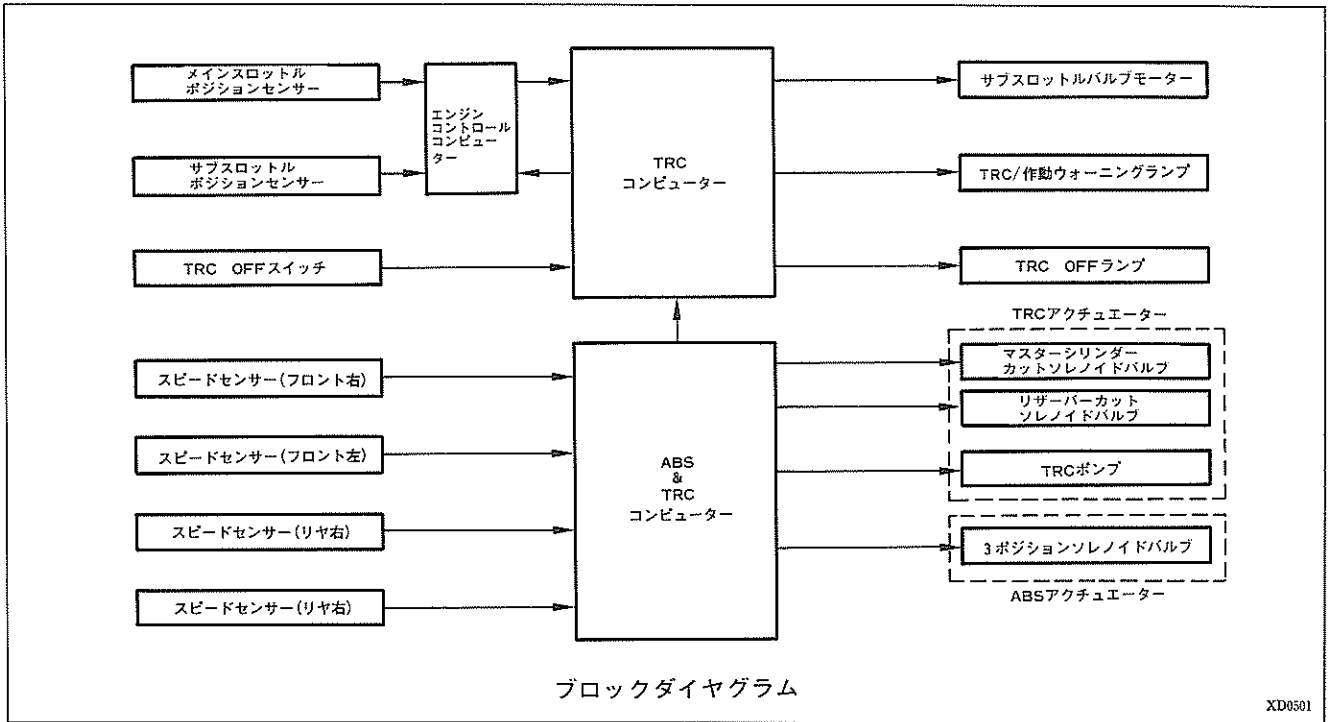 メインスロットル
ポジションセンサー
サブスロットル
ポジションセンサー
TRC OFFスイッチ
スピードセンサー(フロント右)
スピードセンサー(フロント左)
スピードセンサー(リヤ右)
スピードセンサー(リヤ右)
エンジン
コントロール
コンピュー
ター
TRC
コンピューター
ABS
&
TRC
コンピューター
サブスロットルバルブモーター
TRC/作動ウォーニングランプ
TRC OFFランプ
TRCアクチュエーター
マスターシリンダー
カットソレノイドバルブ
リザーバーカット
ソレノイドバルブ
TRCポンプ
3ポジションソレノイドバルブ
ABSアクチュエーター
ブロックダイヤグラム
XD0501